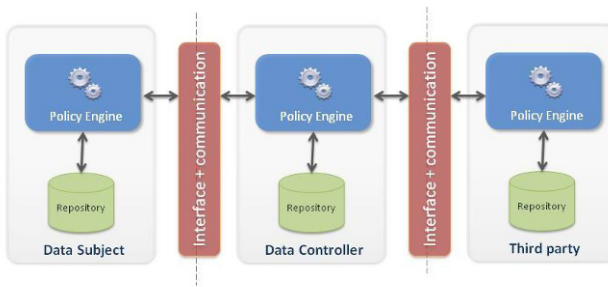 Policy Engine
Repository
Data Subject
Interface + communication
Policy Engine
Repository
Data Controller
Interface + communication
Policy Engine
Repository
Third party